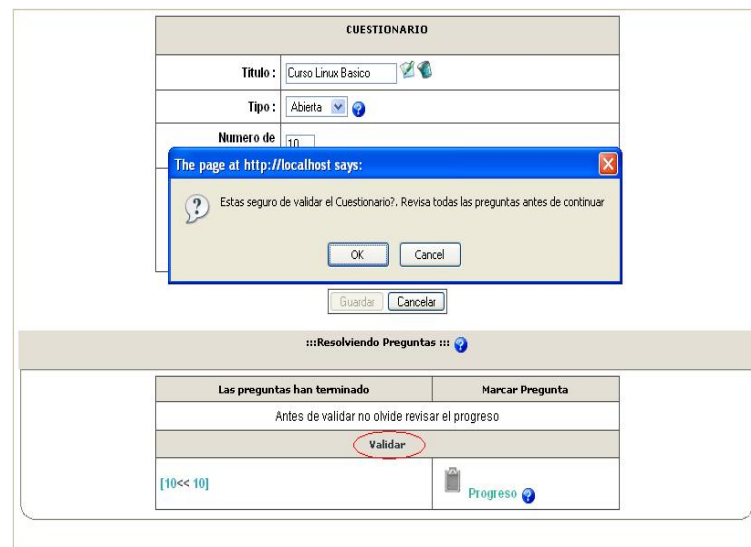 CUESTIONARIO
Titulo : Curso Linux Basico
Tipo : Abierta
Numero de 10
The page at http://localhost says:
Estas seguro de validar el Cuestionario?. Revisa todas las preguntas antes de continuar
OK Cancel
Guardar Cancelar
:::Resolviendo Preguntas :::
Las preguntas han terminado Marcar Pregunta
Antes de validar no olvide revisar el progreso
Validar
[10<< 10] Progreso